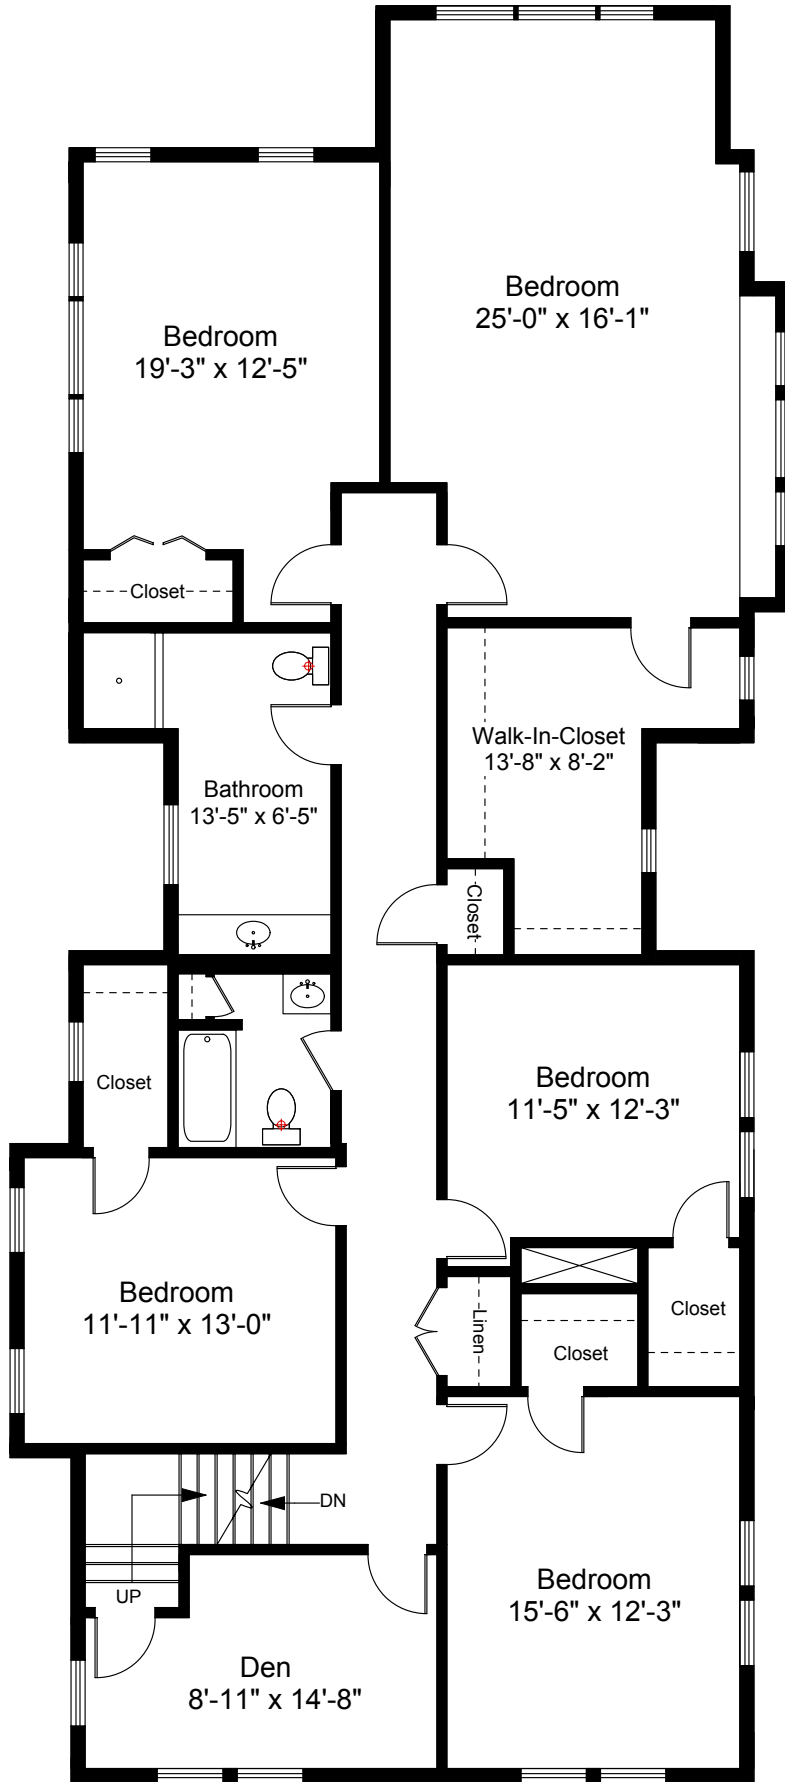 Bedroom
25'-0" x 16'-1"
Bedroom
19'-3" x 12'-5"
Closet
Walk-In-Closet
13'-8" x 8'-2"
Bathroom
13'-5" x 6'-5"
Closet
Closet
Bedroom
11'-5" x 12'-3"
Bedroom
11'-11" x 13'-0"
Closet
Linen
Closet
DN
UP
Bedroom
15'-6" x 12'-3"
Den
8'-11" x 14'-8"